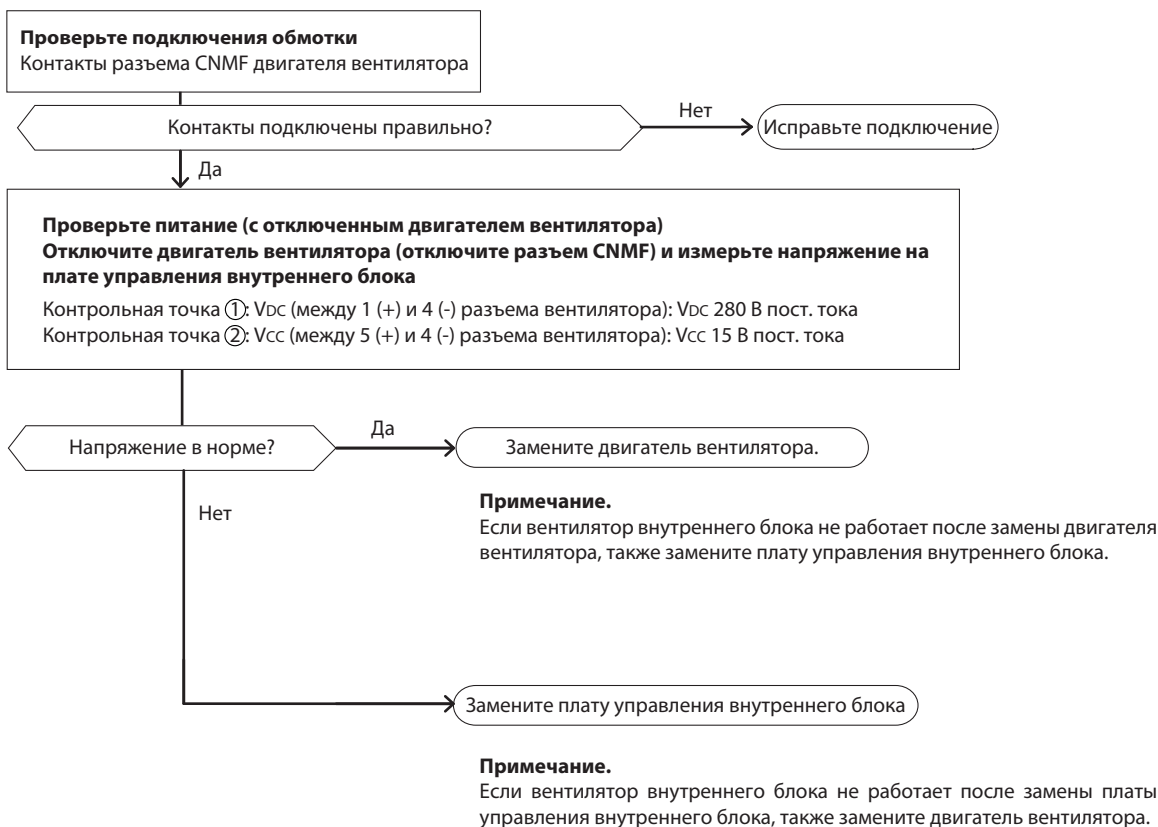 Проверьте подключения обмотки
Контакты разъема CNMF двигателя вентилятора
Контакты подключены правильно?
Нет
Исправьте подключение
Да
Проверьте питание (с отключенным двигателем вентилятора)
Отключите двигатель вентилятора (отключите разъем CNMF) и измерьте напряжение на
плате управления внутреннего блока
Контрольная точка ①: VDC (между 1 (+) и 4 (-) разъема вентилятора): VDC 280 В пост. тока
Контрольная точка ②: VCC (между 5 (+) и 4 (-) разъема вентилятора): VCC 15 В пост. тока
Напряжение в норме?
Да
Замените двигатель вентилятора.
Нет
Примечание.
Если вентилятор внутреннего блока не работает после замены двигателя
вентилятора, также замените плату управления внутреннего блока.
Замените плату управления внутреннего блока
Примечание.
Если вентилятор внутреннего блока не работает после замены платы
управления внутреннего блока, также замените двигатель вентилятора.